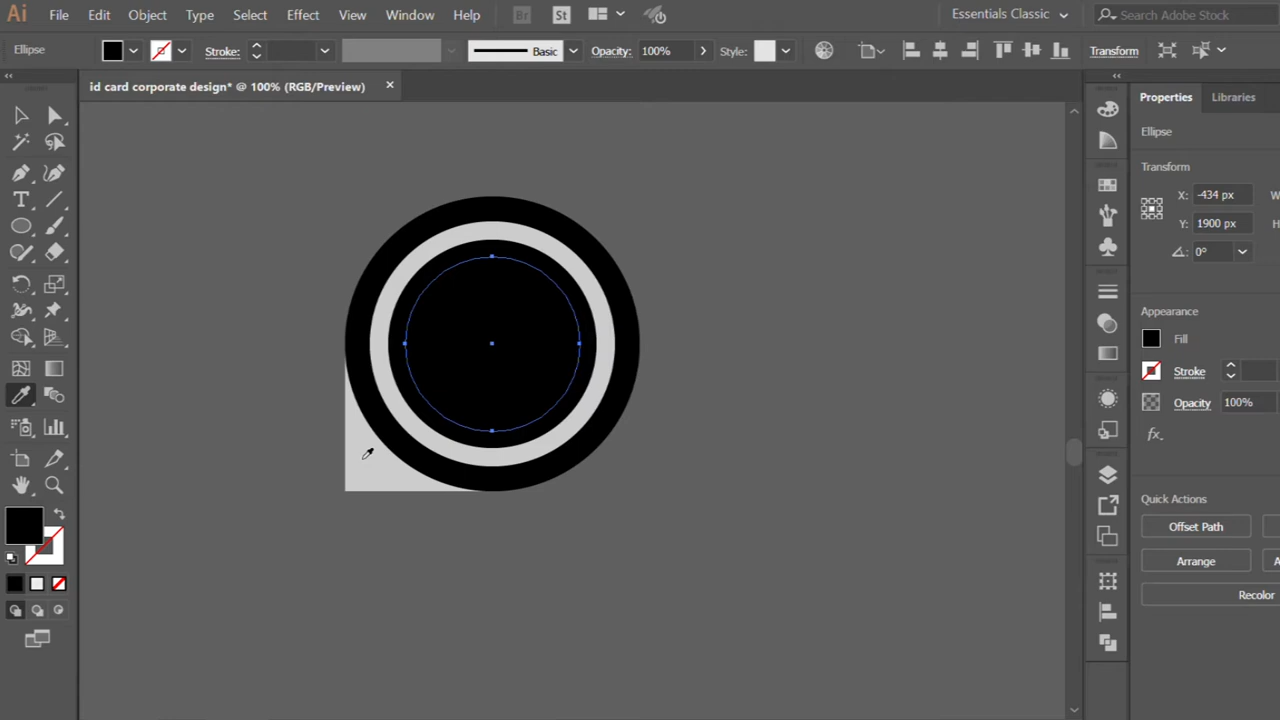 Ai File Edit Object Type Select Effect View Window Help Br St Essentials Classic Search Adobe Stock
Ellipse Stroke: Basic Opacity: 100% Style: Transform
id card corporate design* @ 100% (RGB/Preview) ×
Properties Libraries
Ellipse
Transform
X: -434 px W
Y: 1900 px H
0°
Appearance
Fill
Stroke
Opacity 100%
fx.
Quick Actions
Offset Path
Arrange A
Recolor